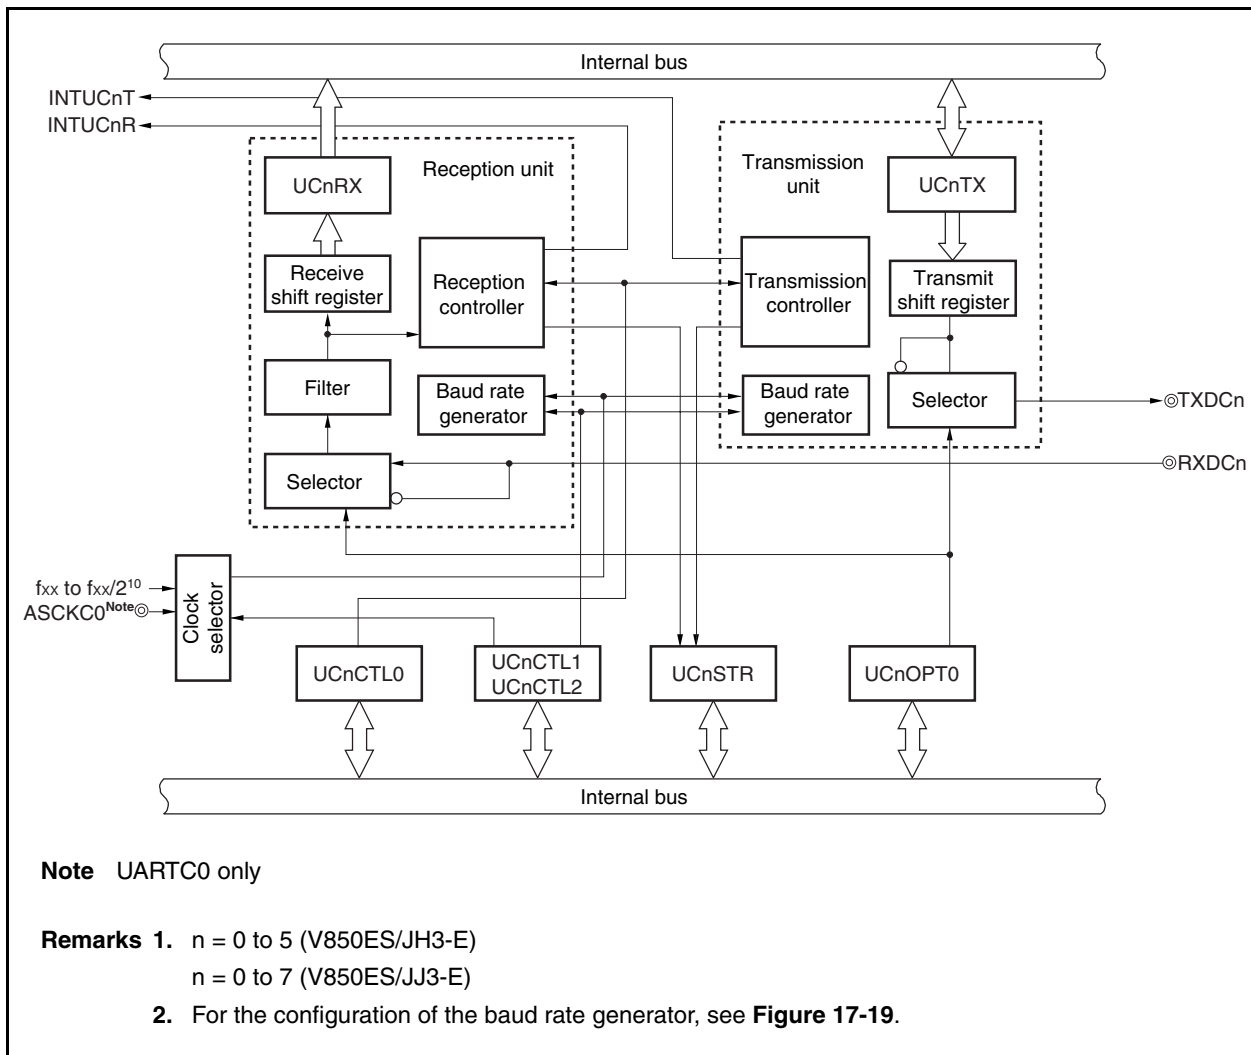 Internal bus
INTUCnT
INTUCnR
Reception unit
Transmission
unit
UCnRX
UCnTX
Receive
shift register
Reception
controller
Transmission
controller
Transmit
shift register
Filter
Baud rate
generator
Baud rate
generator
Selector
TXDCn
Selector
RXDCn
fxx to fxx/2¹⁰
ASCKC0Note
Clock
selector
UCnCTL0
UCnCTL1
UCnCTL2
UCnSTR
UCnOPT0
Internal bus
Note UARTC0 only
Remarks 1. n = 0 to 5 (V850ES/JH3-E)
n = 0 to 7 (V850ES/JJ3-E)
2. For the configuration of the baud rate generator, see Figure 17-19.